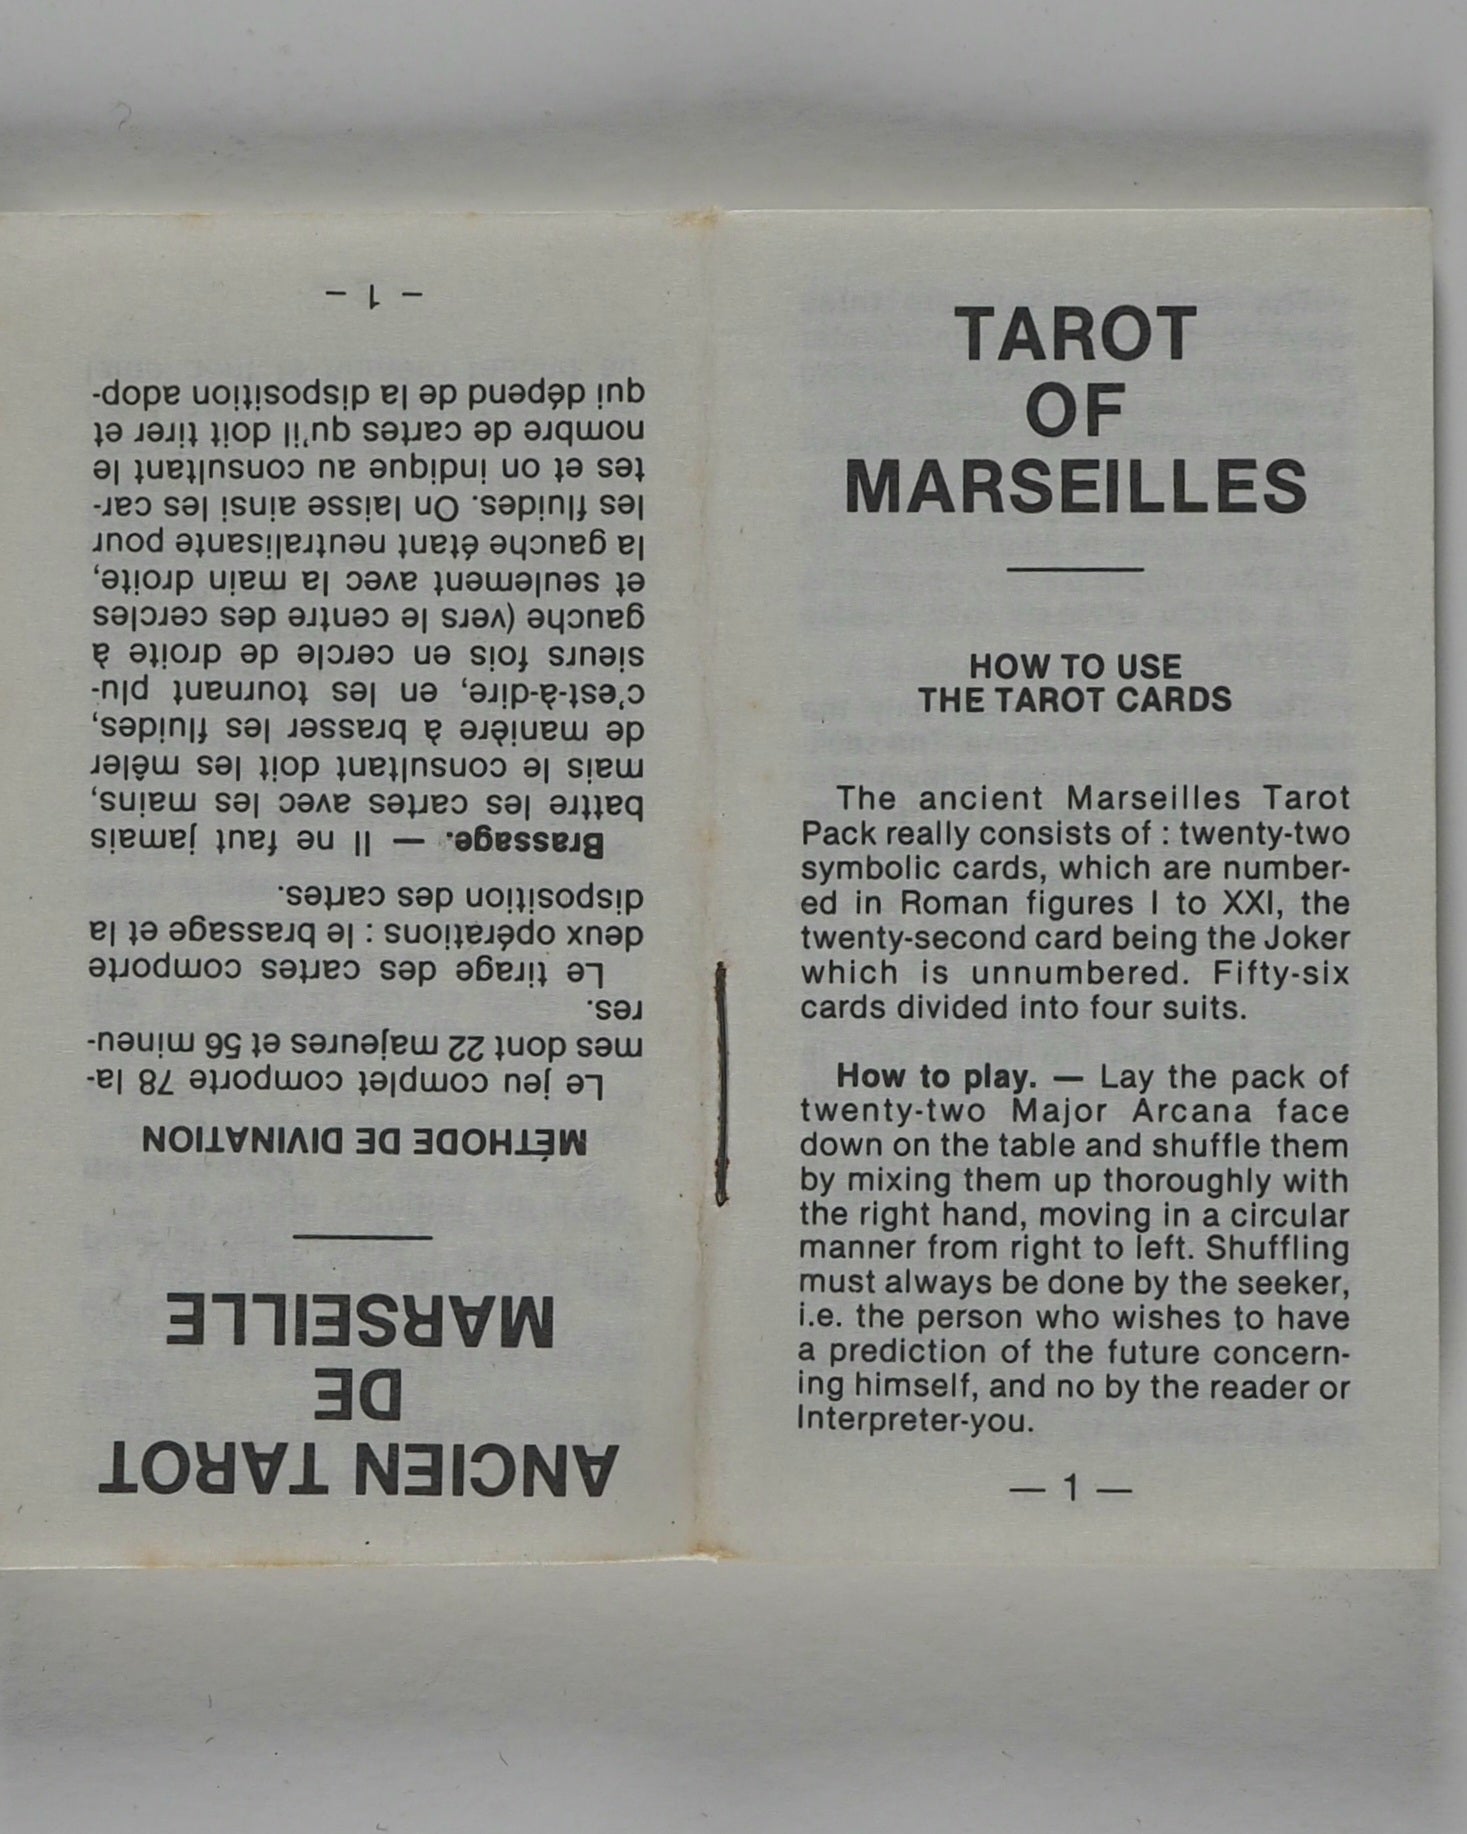 ANCIEN TAROT
DE
MARSEILLE
MÉTHODE DE DIVINATION
Le jeu complet comporte 78 la-
mes dont 22 majeures et 56 mineu-
res.
Le tirage des cartes comporte
deux opérations : le brassage et la
disposition des cartes.
Brassage. — Il ne faut jamais
battre les cartes avec les mains,
mais le consultant doit les mêler
de manière à brasser les fluides,
c'est-à-dire, en les tournant plu-
sieurs fois en cercle de droite à
gauche (vers le centre des cercles
et seulement avec la main droite,
la gauche étant neutralisante pour
les fluides. On laisse ainsi les car-
tes et on indique au consultant le
nombre de cartes qu'il doit tirer et
qui dépend de la disposition adop-
– 1 –
TAROT
OF
MARSEILLES
HOW TO USE
THE TAROT CARDS
The ancient Marseilles Tarot
Pack really consists of : twenty-two
symbolic cards, which are number-
ed in Roman figures I to XXI, the
twenty-second card being the Joker
which is unnumbered. Fifty-six
cards divided into four suits.
How to play. — Lay the pack of
twenty-two Major Arcana face
down on the table and shuffle them
by mixing them up thoroughly with
the right hand, moving in a circular
manner from right to left. Shuffling
must always be done by the seeker,
i.e. the person who wishes to have
a prediction of the future concern-
ing himself, and no by the reader or
Interpreter-you.
— 1 —